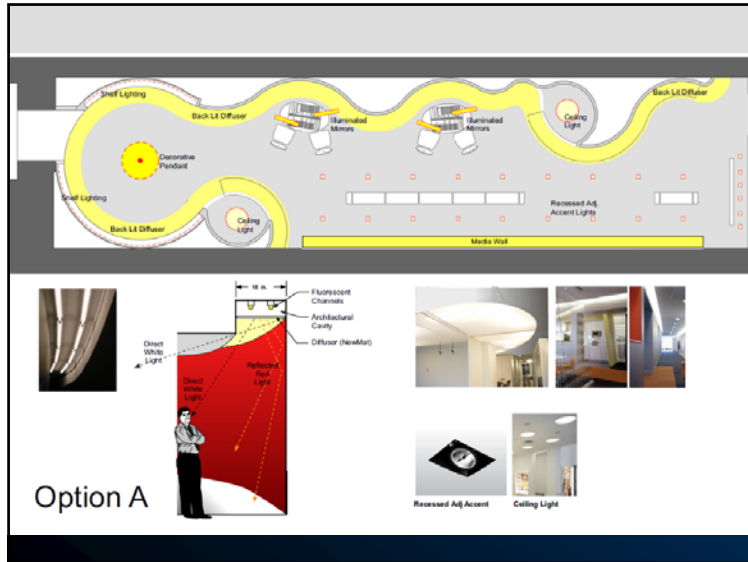 Shelf Lighting
Back Lit Diffuser
Illuminated
Mirrors
Illuminated
Mirrors
Ceiling
Light
Back Lit Diffuser
Decorative
Pendant
Shelf Lighting
Back Lit Diffuser
Ceiling
Light
Recessed Adj.
Accent Lights
Media Wall
18 in.
Fluorescent
Channels
Architectural
Cavity
Diffuser (NewMat)
Direct
White
Light
Direct
White
Light
Reflected
Red
Light
Option A
Recessed Adj Accent
Ceiling Light